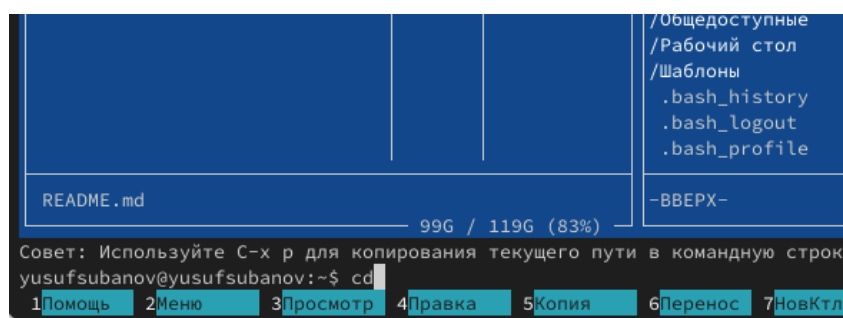 /Общедоступные
/Рабочий стол
/Шаблоны
.bash_history
.bash_logout
.bash_profile
README.md
-ВВЕРХ-
99G / 119G (83%)
Совет: Используйте C-x p для копирования текущего пути в командную строк
yusufsubanov@yusufsubanov:~$ cd
1Помощь 2Меню 3Просмотр 4Правка 5Копия 6Перенос 7НовКтл